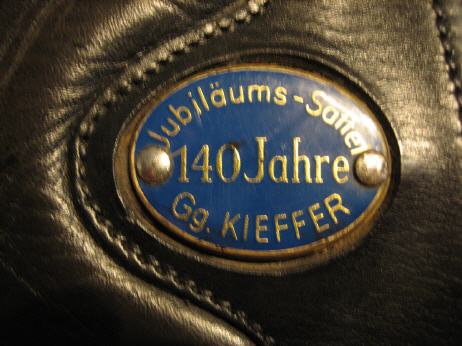 Jubiläums-Sattel
140 Jahre
Gg. KIEFFER